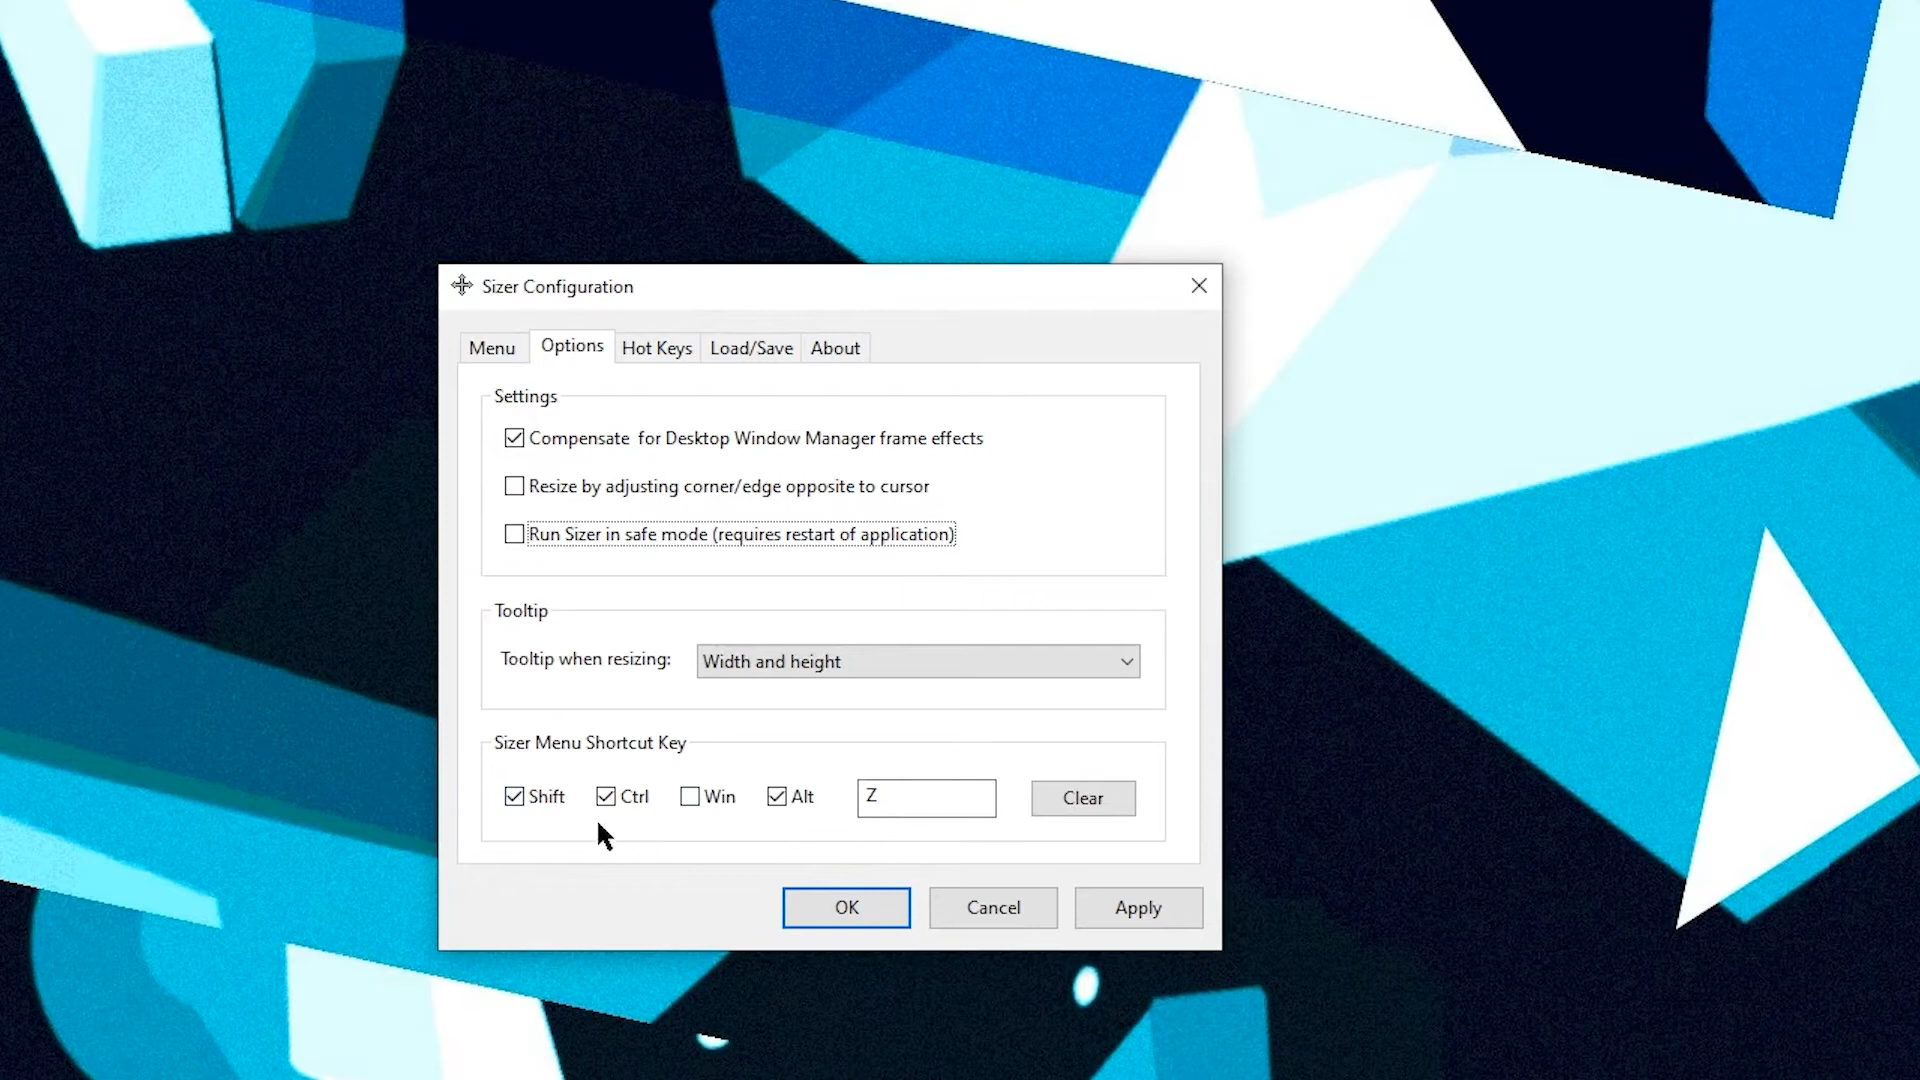 Sizer Configuration
Menu Options Hot Keys Load/Save About
Settings
Compensate for Desktop Window Manager frame effects
Resize by adjusting corner/edge opposite to cursor
Run Sizer in safe mode (requires restart of application)
Tooltip
Tooltip when resizing: Width and height
Sizer Menu Shortcut Key
Shift Ctrl Win Alt Z Clear
OK Cancel Apply